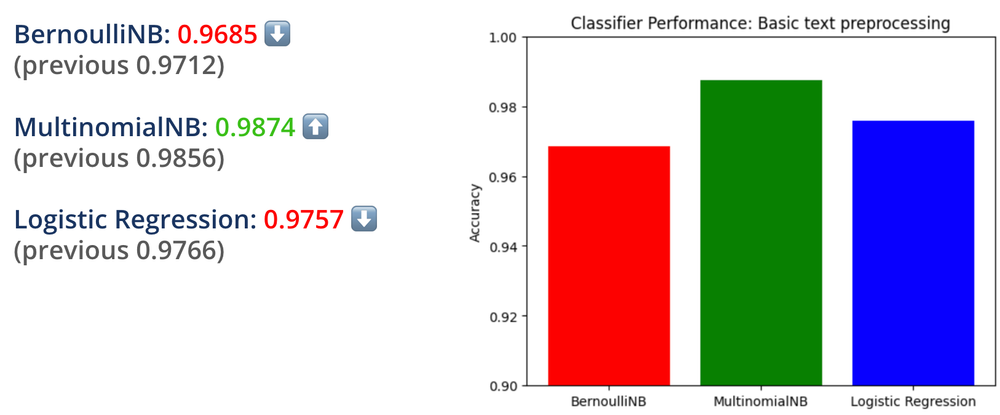 BernoulliNB: 0.9685 ⬇️
(previous 0.9712)
MultinomialNB: 0.9874 ⬆️
(previous 0.9856)
Logistic Regression: 0.9757 ⬇️
(previous 0.9766)
Classifier Performance: Basic text preprocessing
Accuracy
1.00
0.98
0.96
0.94
0.92
0.90
BernoulliNB
MultinomialNB
Logistic Regression